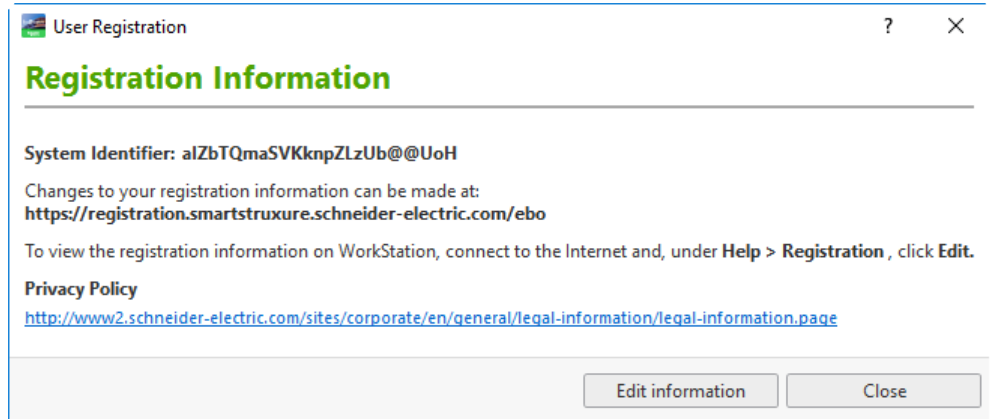 User Registration
Registration Information
System Identifier: aIZbTQmaSVKknpZLzUb@@UoH
Changes to your registration information can be made at:
https://registration.smartstruxure.schneider-electric.com/ebo
To view the registration information on WorkStation, connect to the Internet and, under Help > Registration , click Edit.
Privacy Policy
http://www2.schneider-electric.com/sites/corporate/en/general/legal-information/legal-information.page
Edit information Close